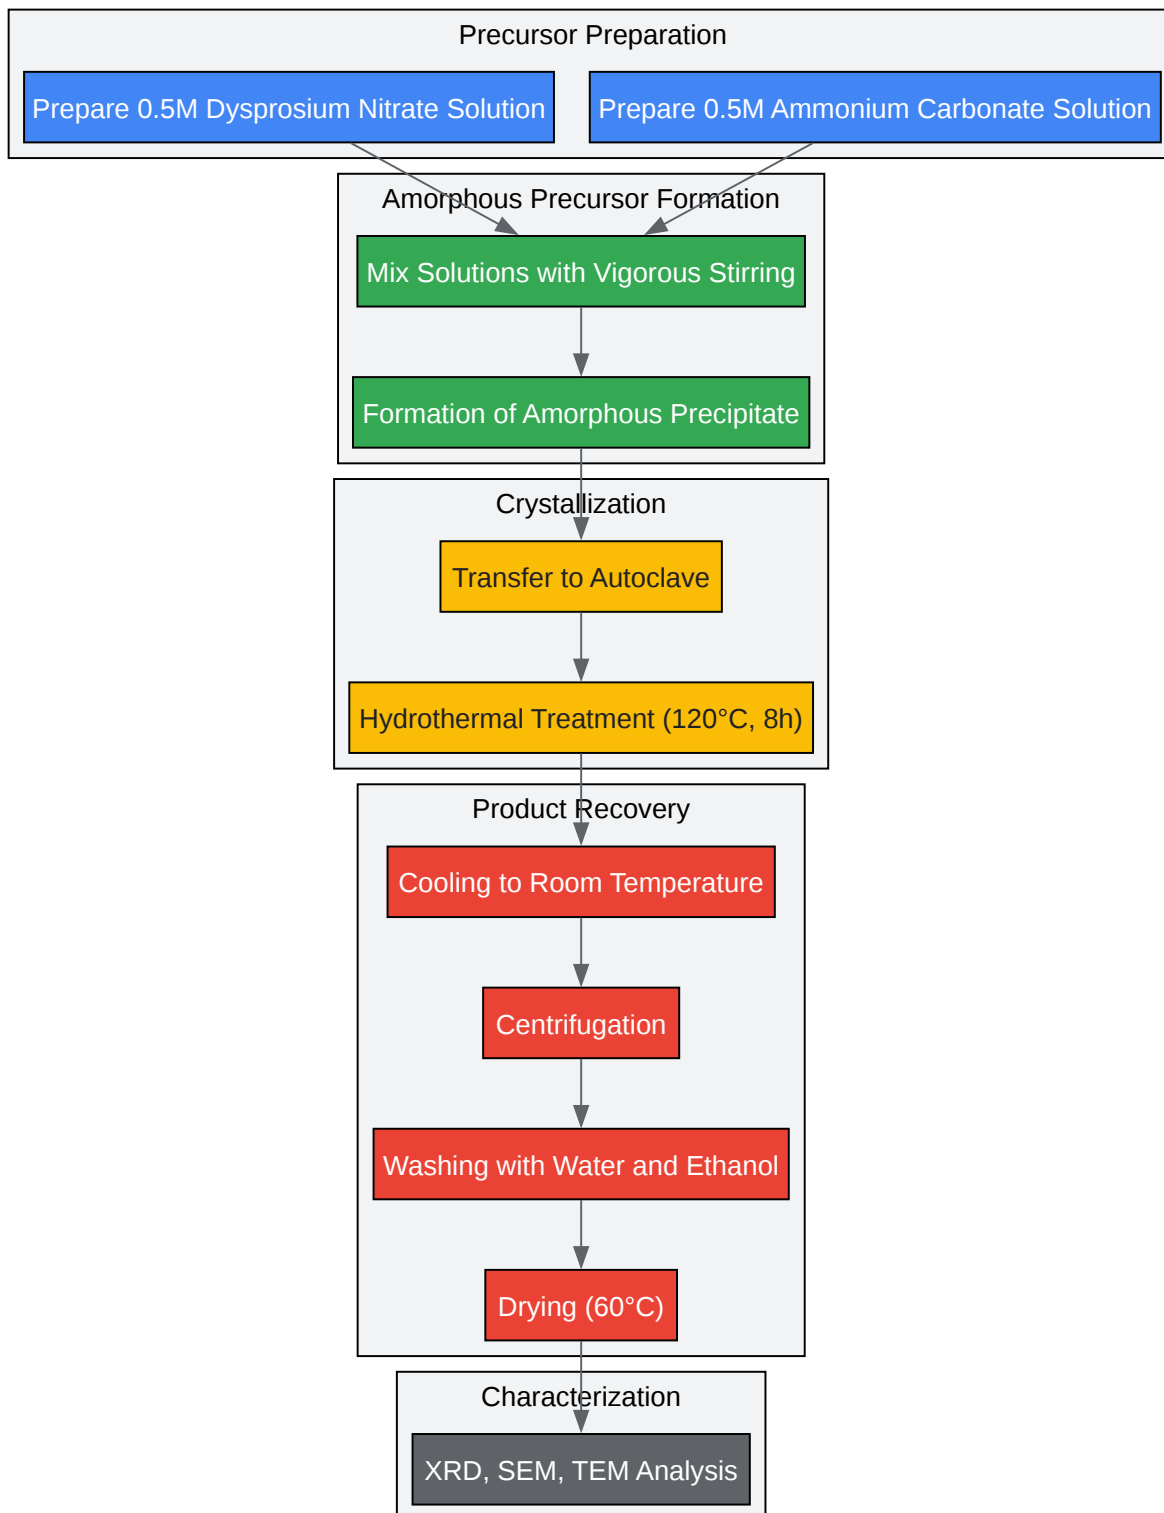 Precursor Preparation
Prepare 0.5M Dysprosium Nitrate Solution
Prepare 0.5M Ammonium Carbonate Solution
Amorphous Precursor Formation
Mix Solutions with Vigorous Stirring
Formation of Amorphous Precipitate
Crystallization
Transfer to Autoclave
Hydrothermal Treatment (120°C, 8h)
Product Recovery
Cooling to Room Temperature
Centrifugation
Washing with Water and Ethanol
Drying (60°C)
Characterization
XRD, SEM, TEM Analysis